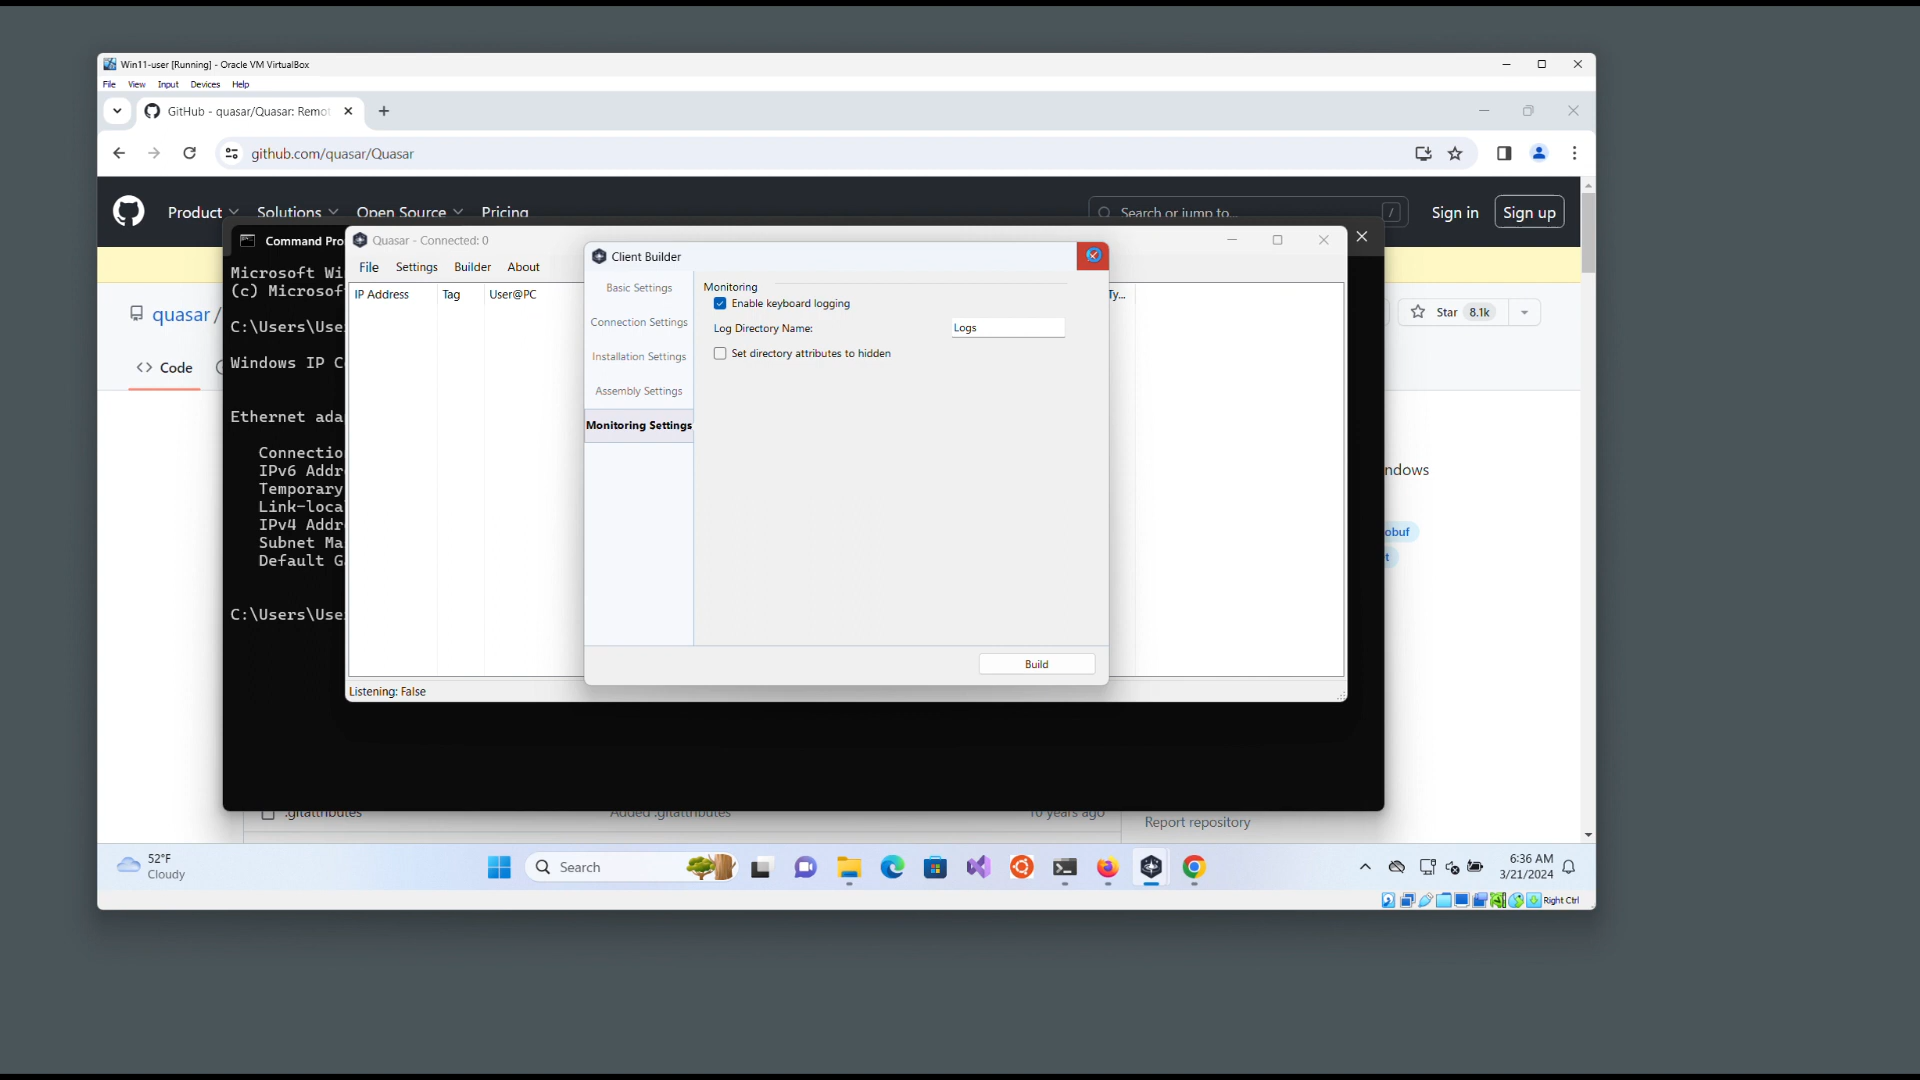 Win11-user [Running] - Oracle VM VirtualBox
File View Input Devices Help
GitHub - quasar/Quasar: Remot
github.com/quasar/Quasar
Product Solutions Open Source Pricing
Search or jump to... /
Sign in
Sign up
Command Pro
Microsoft Wi
(c) Microsof
C:\Users\Use
Windows IP C
Ethernet ada
Connectio
IPv6 Addr
Temporary
Link-loca
IPv4 Addr
Subnet Ma
Default G
C:\Users\Use
quasar /
Code
Star 8.1k
ndows
obuf
t
Quasar - Connected: 0
File Settings Builder About
IP Address Tag User@PC Ty...
Listening: False
Client Builder
Basic Settings
Connection Settings
Installation Settings
Assembly Settings
Monitoring Settings
Monitoring
Enable keyboard logging
Log Directory Name: Logs
Set directory attributes to hidden
Build
.gitattributes Added .gitattributes 10 years ago
Report repository
52°F
Cloudy
Search
6:36 AM
3/21/2024
Right Ctrl